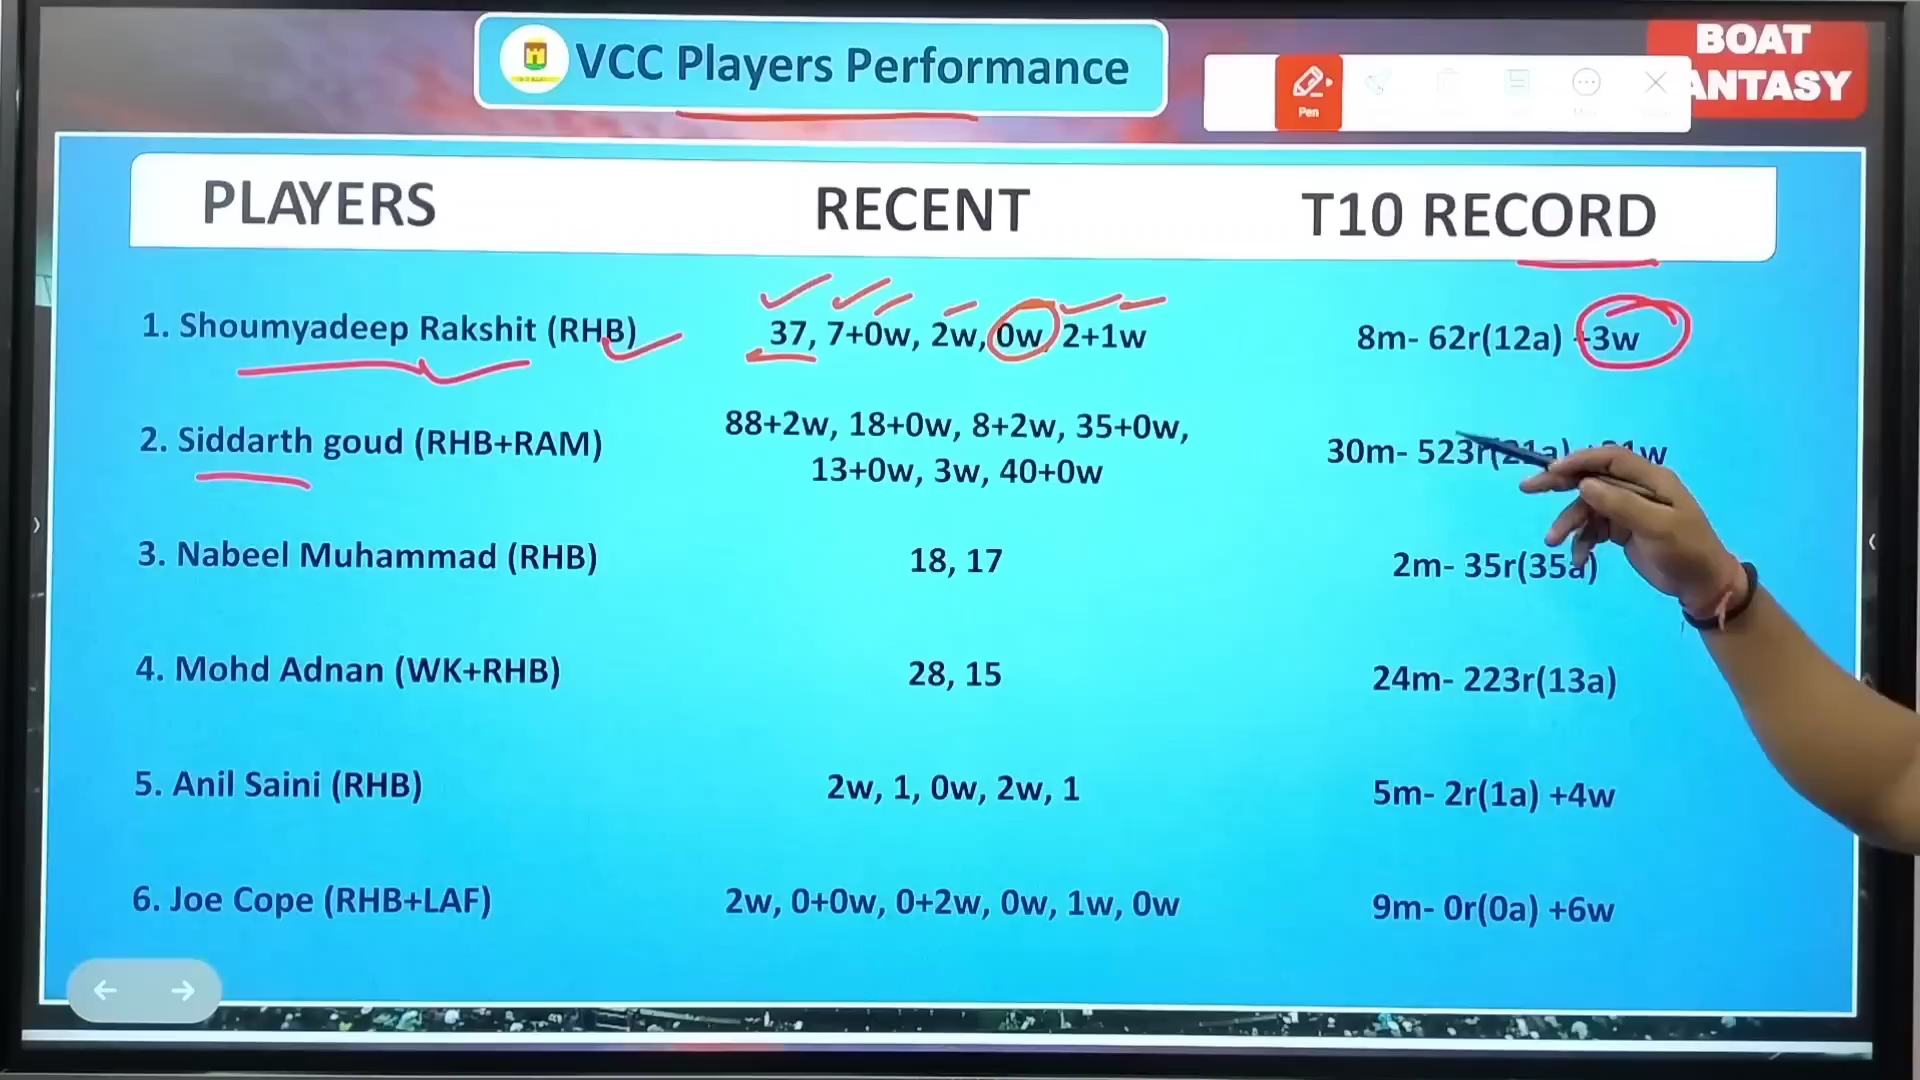 VCC Players Performance
BOAT
ANTASY
Pen
PLAYERS RECENT T10 RECORD
1. Shoumyadeep Rakshit (RHB) 37, 7+0w, 2w, 0w, 2+1w 8m- 62r(12a) +3w
2. Siddarth goud (RHB+RAM) 88+2w, 18+0w, 8+2w, 35+0w,
13+0w, 3w, 40+0w 30m- 523r(21a)
3. Nabeel Muhammad (RHB) 18, 17 2m- 35r(35a)
4. Mohd Adnan (WK+RHB) 28, 15 24m- 223r(13a)
5. Anil Saini (RHB) 2w, 1, 0w, 2w, 1 5m- 2r(1a) +4w
6. Joe Cope (RHB+LAF) 2w, 0+0w, 0+2w, 0w, 1w, 0w 9m- 0r(0a) +6w